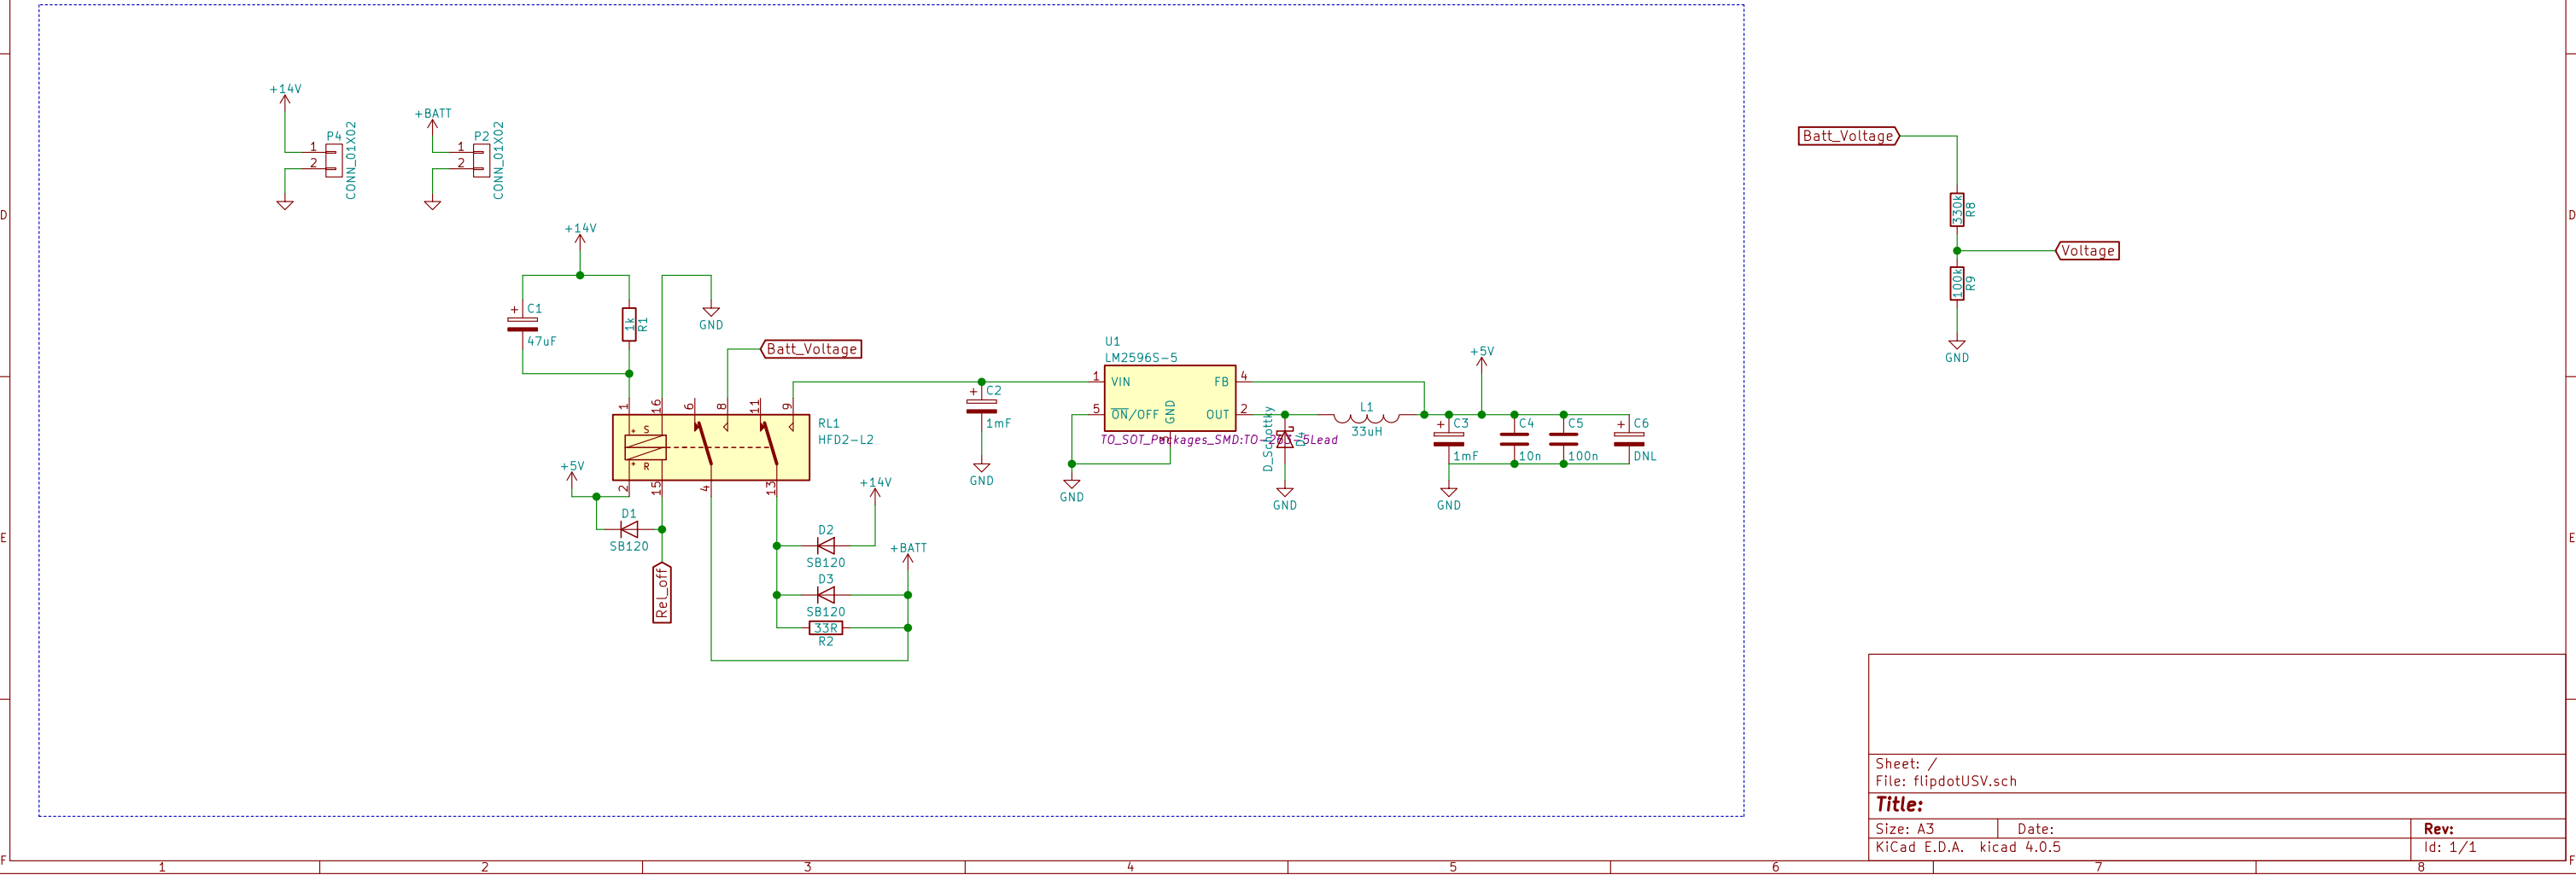 +14V
P4
CONN_01X02
1
2
+BATT
P2
CONN_01X02
1
2
+14V
C1
47uF
1k
R1
GND
Batt_Voltage
1
16
6
8
11
9
S
R
RL1
HFD2-L2
2
15
4
13
+5V
D1
SB120
Rel_off
D2
SB120
+14V
+BATT
D3
SB120
33R
R2
C2
1mF
GND
U1
LM2596S-5
1
VIN
FB
4
5
ON/OFF
GND
OUT
2
3
GND
D_Schottky
D4
GND
L1
33uH
+5V
C3
1mF
GND
C4
10n
C5
100n
C6
DNL
Batt_Voltage
330k
R8
Voltage
100k
R9
GND
Sheet: /
File: flipdotUSV.sch
Title:
Size: A3
Date:
Rev:
KiCad E.D.A. kicad 4.0.5
Id: 1/1
D
E
F
D
E
F
1
2
3
4
5
6
7
8